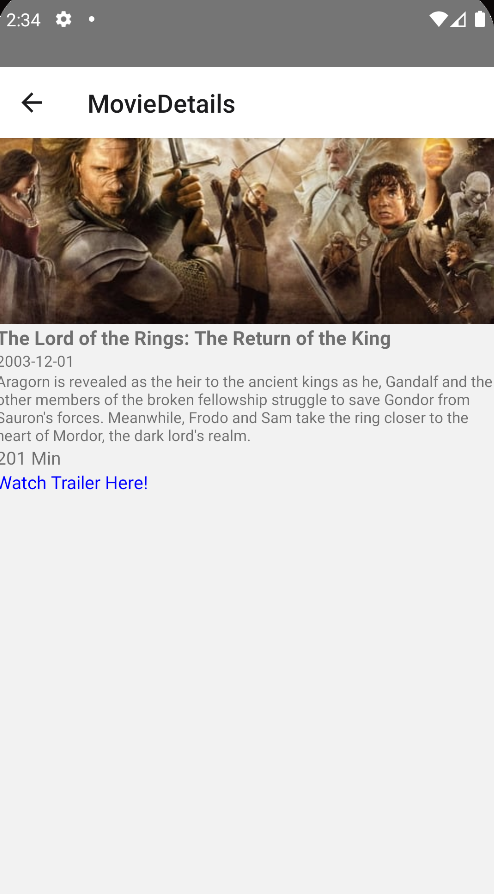 2:34
MovieDetails
The Lord of the Rings: The Return of the King
2003-12-01
Aragorn is revealed as the heir to the ancient kings as he, Gandalf and the
other members of the broken fellowship struggle to save Gondor from
Sauron's forces. Meanwhile, Frodo and Sam take the ring closer to the
heart of Mordor, the dark lord's realm.
201 Min
Watch Trailer Here!